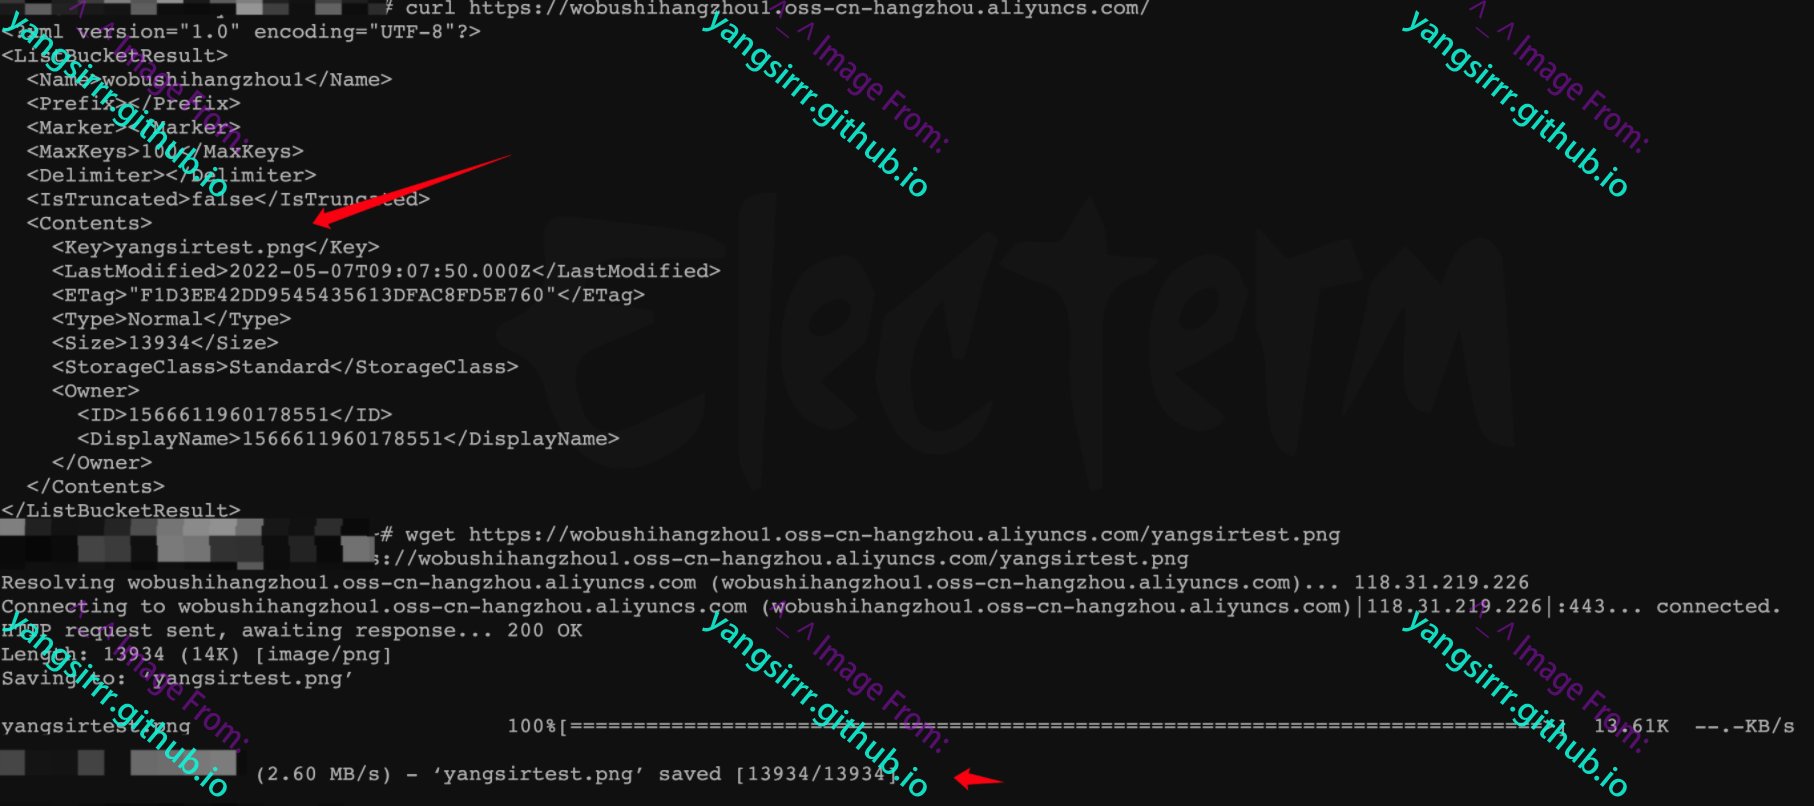 # curl https://wobushihangzhou1.oss-cn-hangzhou.aliyuncs.com/
<?xml version="1.0" encoding="UTF-8"?>
<ListBucketResult>
  <Name>wobushihangzhou1</Name>
  <Prefix></Prefix>
  <Marker></Marker>
  <MaxKeys>100</MaxKeys>
  <Delimiter></Delimiter>
  <IsTruncated>false</IsTruncated>
  <Contents>
    <Key>yangsirtest.png</Key>
    <LastModified>2022-05-07T09:07:50.000Z</LastModified>
    <ETag>"F1D3EE42DD9545435613DFAC8FD5E760"</ETag>
    <Type>Normal</Type>
    <Size>13934</Size>
    <StorageClass>Standard</StorageClass>
    <Owner>
      <ID>1566611960178551</ID>
      <DisplayName>1566611960178551</DisplayName>
    </Owner>
  </Contents>
</ListBucketResult>
# wget https://wobushihangzhou1.oss-cn-hangzhou.aliyuncs.com/yangsirtest.png
s://wobushihangzhou1.oss-cn-hangzhou.aliyuncs.com/yangsirtest.png
Resolving wobushihangzhou1.oss-cn-hangzhou.aliyuncs.com (wobushihangzhou1.oss-cn-hangzhou.aliyuncs.com)... 118.31.219.226
Connecting to wobushihangzhou1.oss-cn-hangzhou.aliyuncs.com (wobushihangzhou1.oss-cn-hangzhou.aliyuncs.com)|118.31.219.226|:443... connected.
HTTP request sent, awaiting response... 200 OK
Length: 13934 (14K) [image/png]
Saving to: ‘yangsirtest.png’
yangsirtest.png 100%[==============================================================================>] 13.61K --.-KB/s
(2.60 MB/s) - ‘yangsirtest.png’ saved [13934/13934]
Electerm
^_^ Image From:
yangsirrr.github.io
^_^ Image From:
yangsirrr.github.io
^_^ Image From:
yangsirrr.github.io
^_^ Image From:
yangsirrr.github.io
^_^ Image From:
yangsirrr.github.io
^_^ Image From:
yangsirrr.github.io